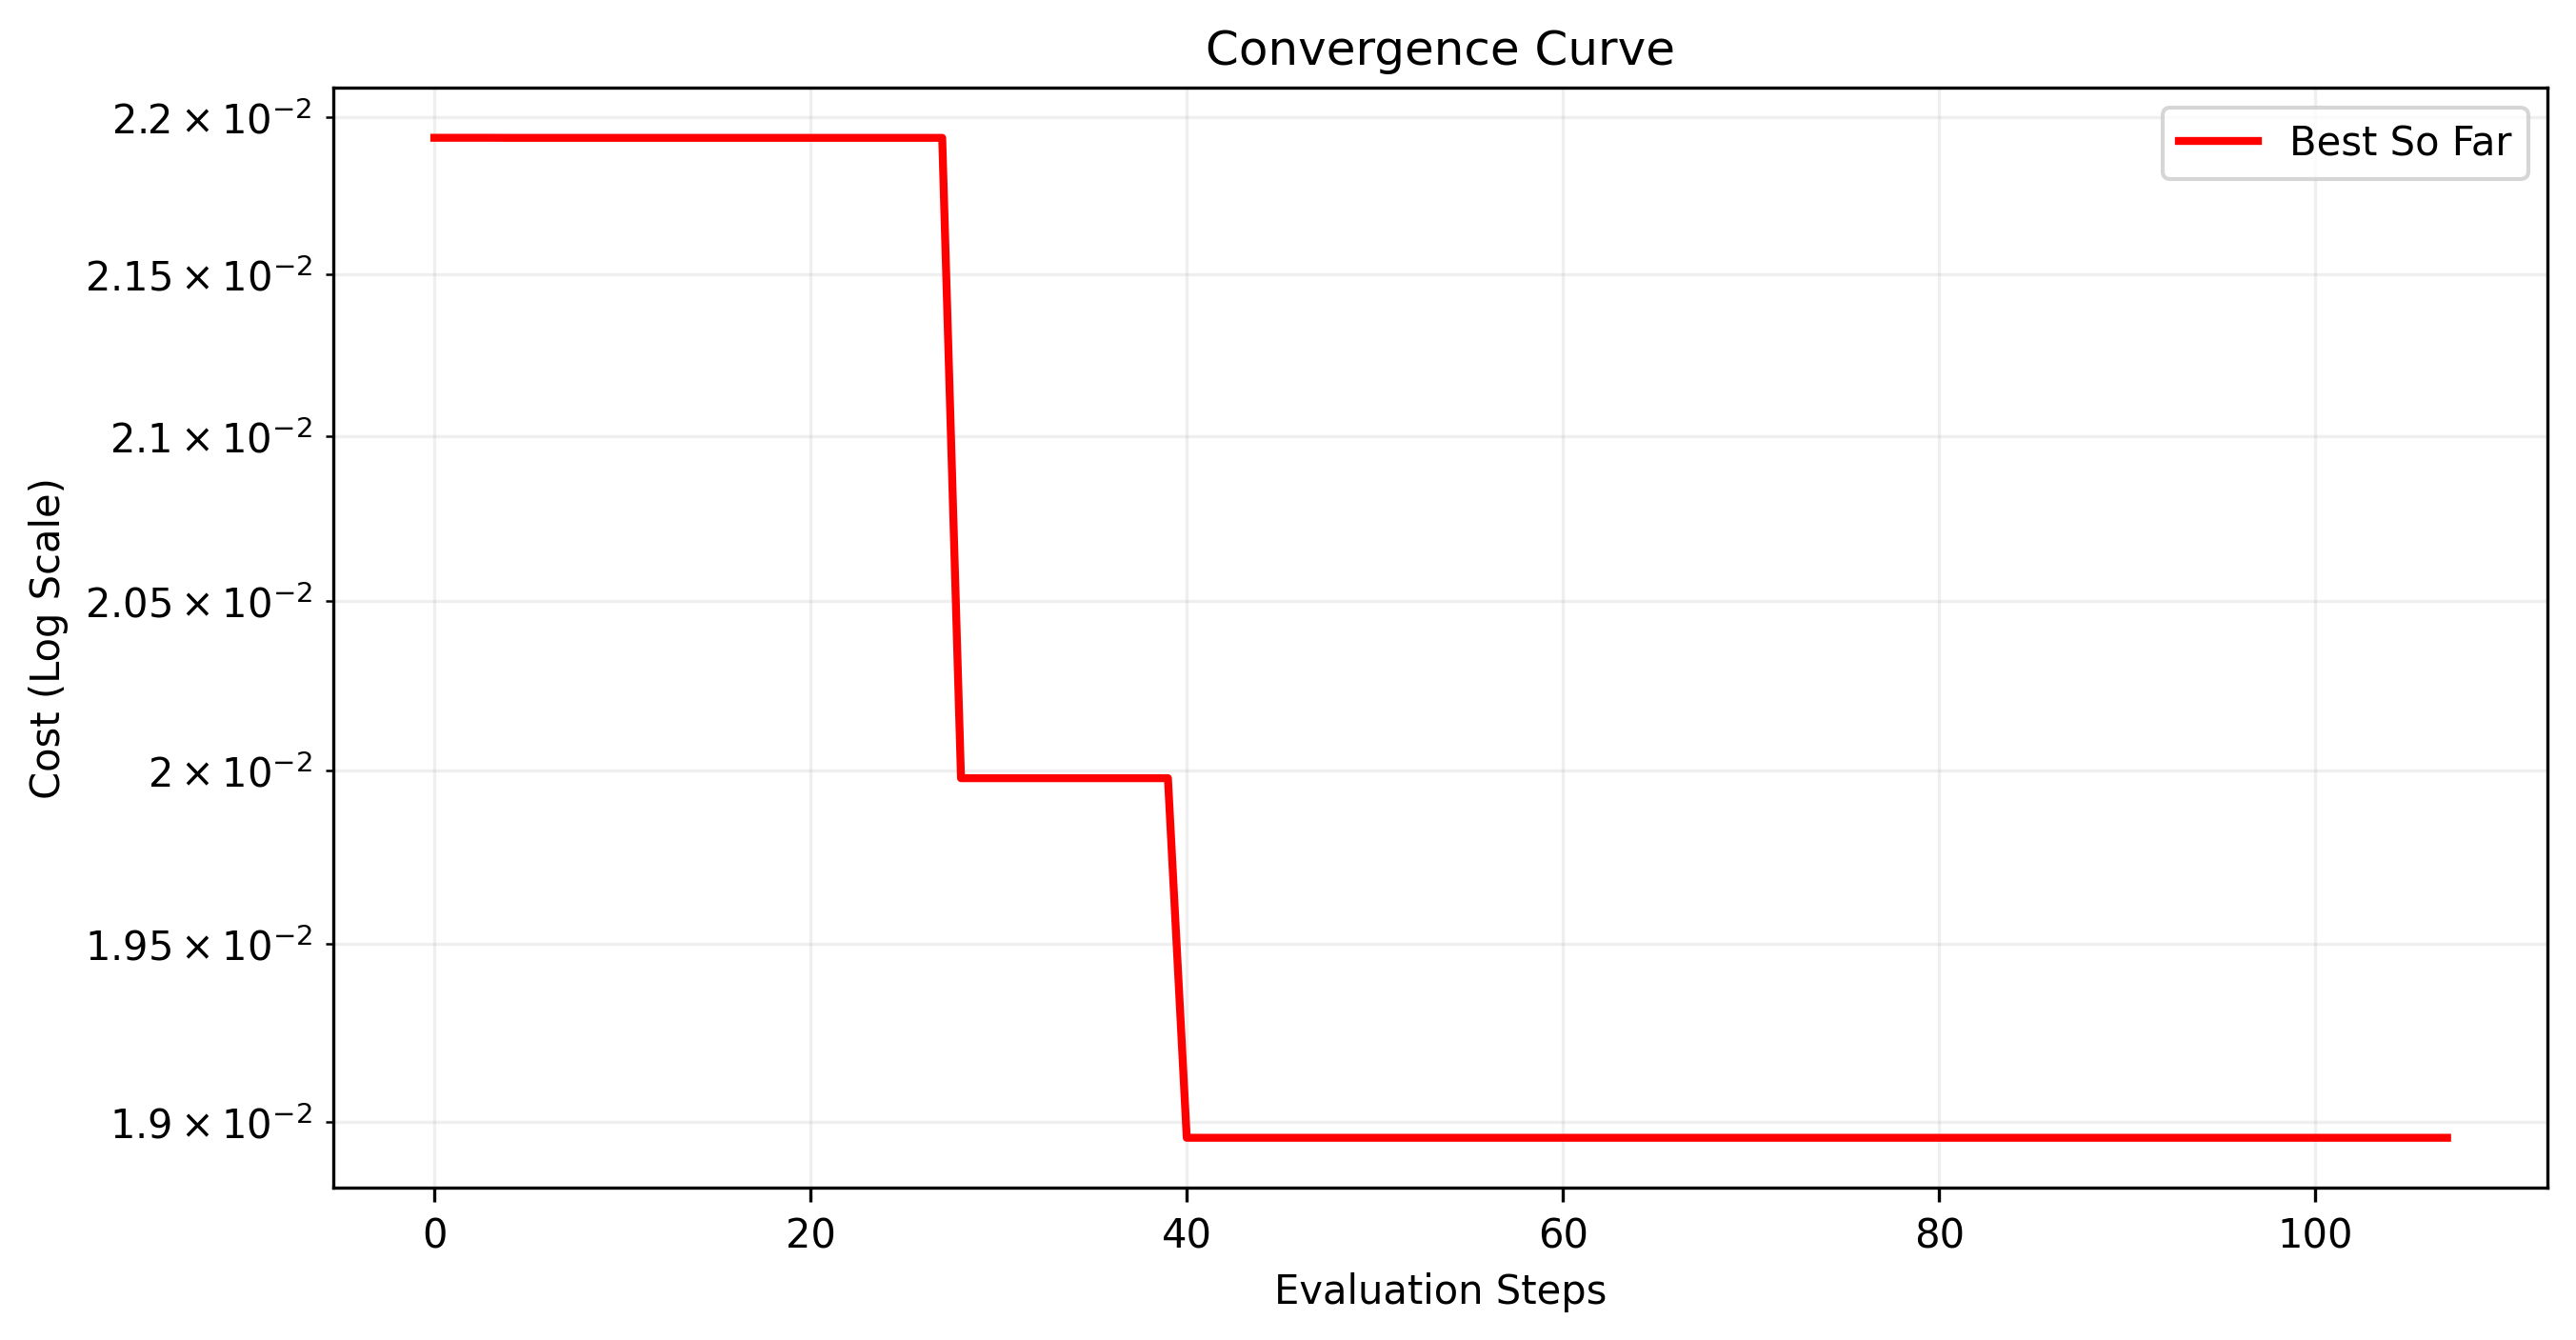 Convergence Curve
Best So Far
Cost (Log Scale)
2.2 × 10⁻²
2.15 × 10⁻²
2.1 × 10⁻²
2.05 × 10⁻²
2 × 10⁻²
1.95 × 10⁻²
1.9 × 10⁻²
0 20 40 60 80 100
Evaluation Steps